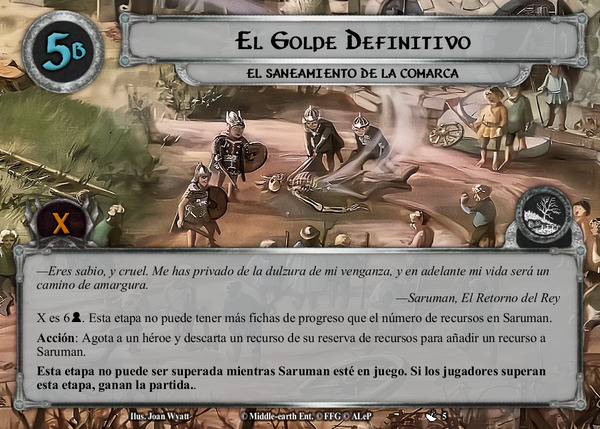 5B
El Golpe Definitivo
El Saneamiento de la Comarca
X
—Eres sabio, y cruel. Me has privado de la dulzura de mi venganza, y en adelante mi vida será un
camino de amargura.
—Saruman, El Retorno del Rey
X es 6. Esta etapa no puede tener más fichas de progreso que el número de recursos en Saruman.
Acción: Agota a un héroe y descarta un recurso de su reserva de recursos para añadir un recurso a
Saruman.
Esta etapa no puede ser superada mientras Saruman esté en juego. Si los jugadores superan
esta etapa, ganan la partida..
Ilus. Joan Wyatt © Middle-earth Ent. © FFG © ALeP 5